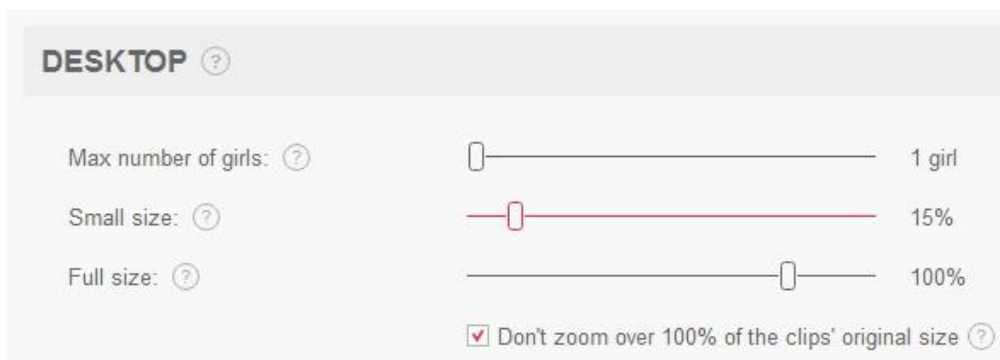 DESKTOP ?
Max number of girls: ? 1 girl
Small size: ? 15%
Full size: ? 100%
Don't zoom over 100% of the clips' original size ?